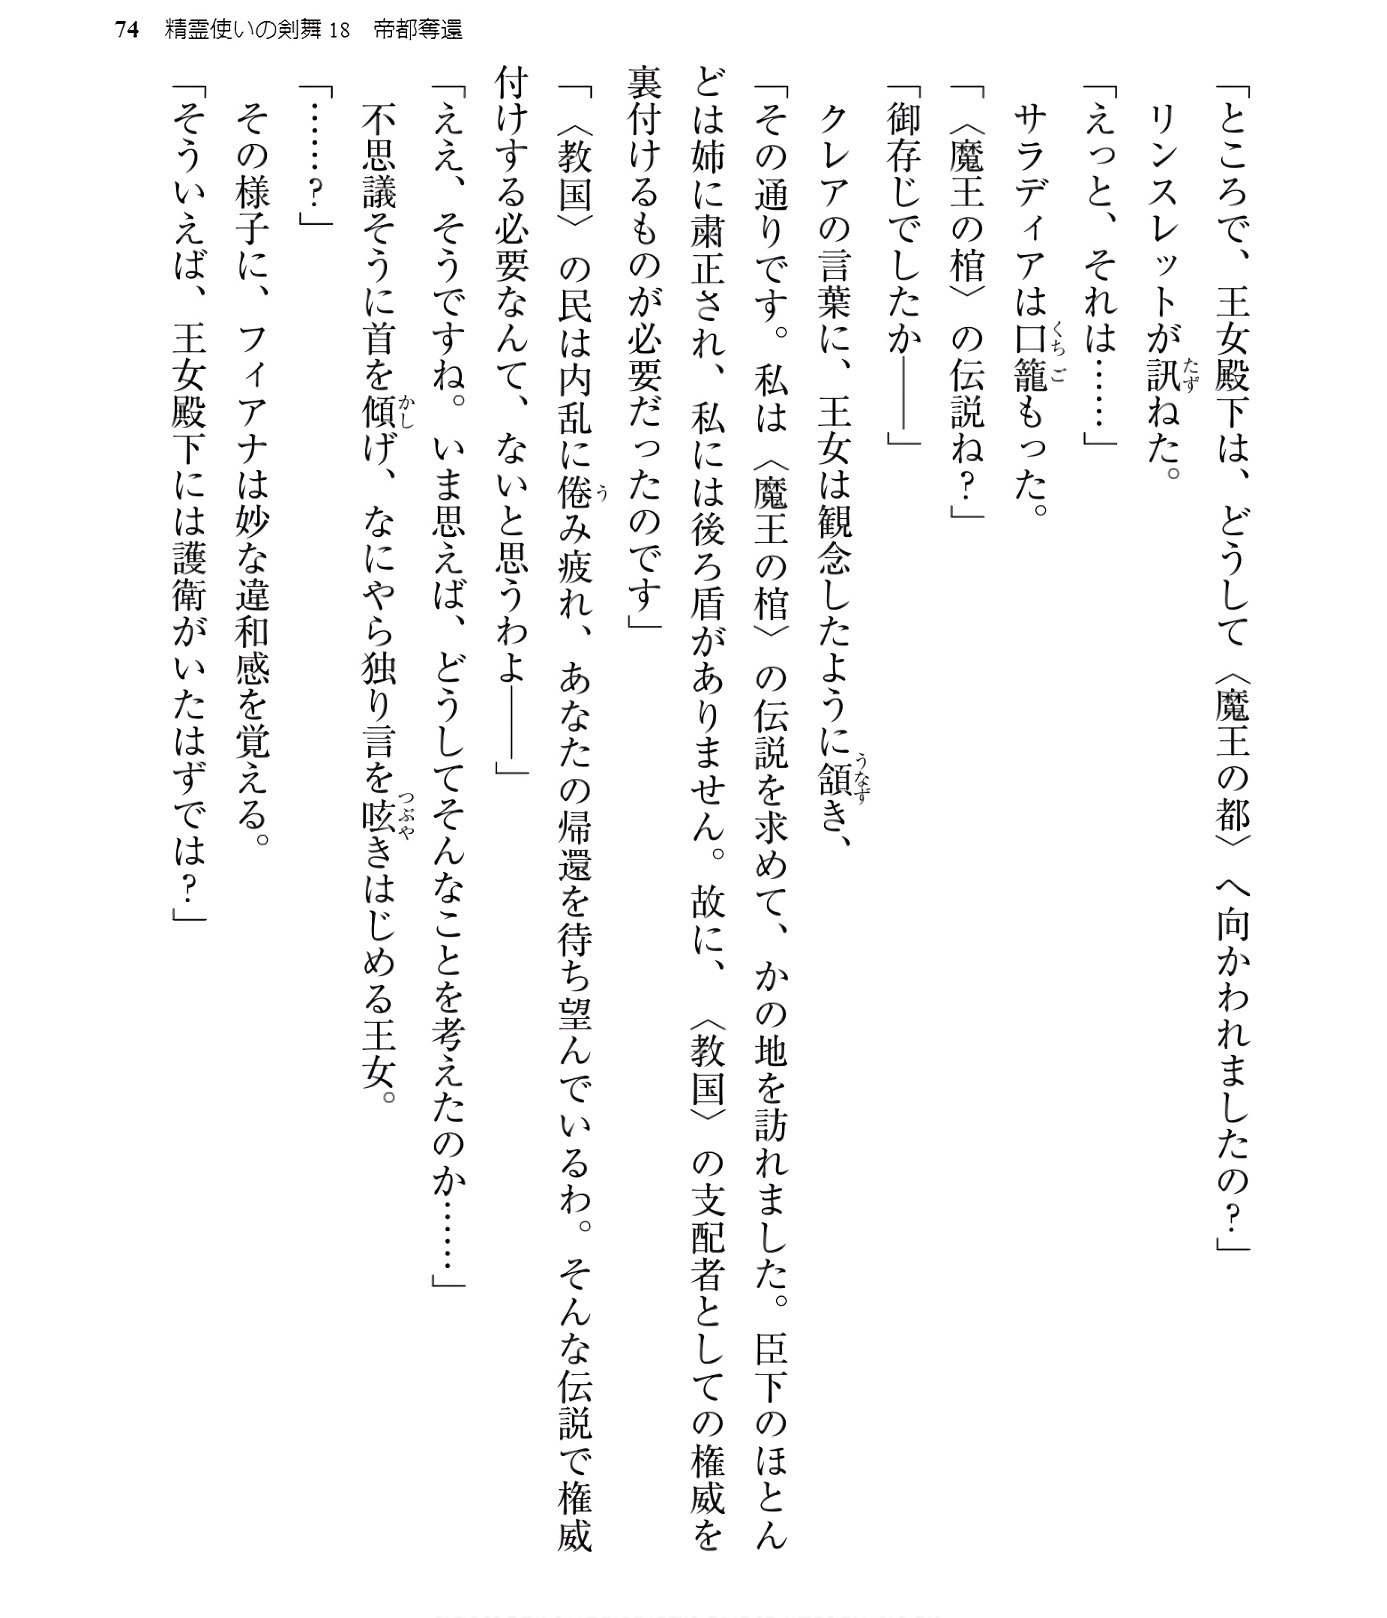 74 精霊使いの剣舞18 帝都奪還
「ところで、王女殿下は、どうして〈魔王の都〉へ向かわれましたの?」
リンスレットが訊ねた。
「えっと、それは……」
サラディアは口籠もった。
「〈魔王の棺〉の伝説ね?」
「御存じでしたか――」
クレアの言葉に、王女は観念したように頷き、
「その通りです。私は〈魔王の棺〉の伝説を求めて、かの地を訪れました。臣下のほとん
どは姉に粛正され、私には後ろ盾がありません。故に、〈教国〉の支配者としての権威を
裏付けるものが必要だったのです」
「〈教国〉の民は内乱に倦み疲れ、あなたの帰還を待ち望んでいるわ。そんな伝説で権威
付けする必要なんて、ないと思うわよ――」
「ええ、そうですね。いま思えば、どうしてそんなことを考えたのか……」
不思議そうに首を傾げ、なにやら独り言を呟きはじめる王女。
「……?」
その様子に、フィアナは妙な違和感を覚える。
「そういえば、王女殿下には護衛がいたはずでは?」